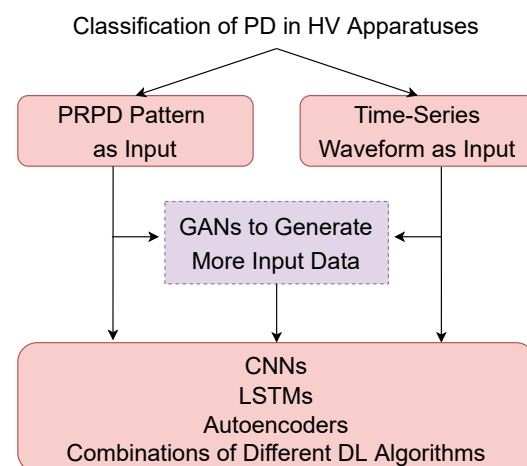 Classification of PD in HV Apparatuses
PRPD Pattern
as Input
Time-Series
Waveform as Input
GANs to Generate
More Input Data
CNNs
LSTMs
Autoencoders
Combinations of Different DL Algorithms